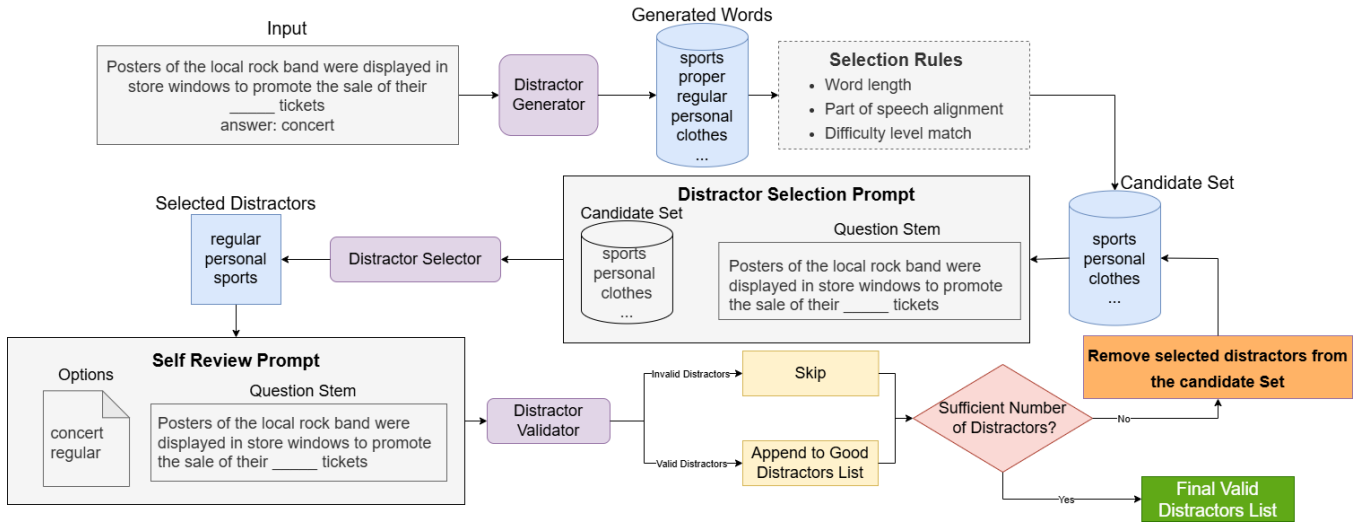 Input
Posters of the local rock band were displayed in
store windows to promote the sale of their
_____ tickets
answer: concert
Distractor
Generator
Generated Words
sports
proper
regular
personal
clothes
...
Selection Rules
• Word length
• Part of speech alignment
• Difficulty level match
Candidate Set
sports
personal
clothes
...
Distractor Selection Prompt
Candidate Set
sports
personal
clothes
...
Question Stem
Posters of the local rock band were
displayed in store windows to promote
the sale of their _____ tickets
Distractor Selector
Selected Distractors
regular
personal
sports
Self Review Prompt
Options
concert
regular
Question Stem
Posters of the local rock band were
displayed in store windows to promote
the sale of their _____ tickets
Distractor
Validator
Invalid Distractors
Skip
Valid Distractors
Append to Good
Distractors List
Sufficient Number
of Distractors?
No
Remove selected distractors from
the candidate Set
Yes
Final Valid
Distractors List